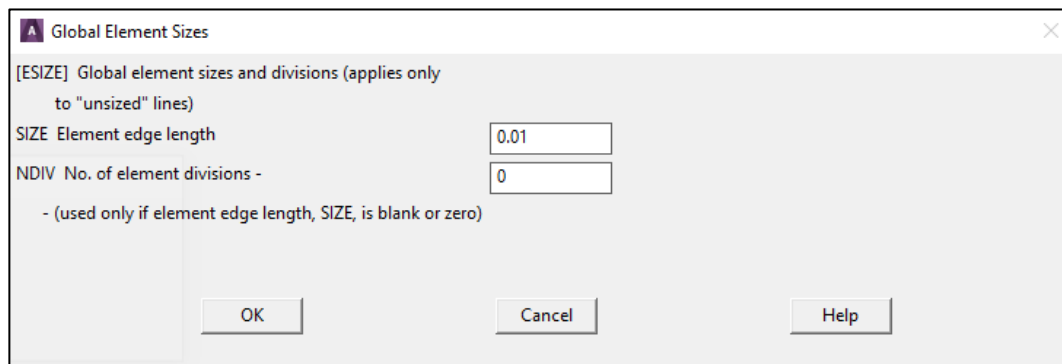 A Global Element Sizes
[ESIZE] Global element sizes and divisions (applies only
to "unsized" lines)
SIZE Element edge length 0.01
NDIV No. of element divisions - 0
- (used only if element edge length, SIZE, is blank or zero)
OK Cancel Help